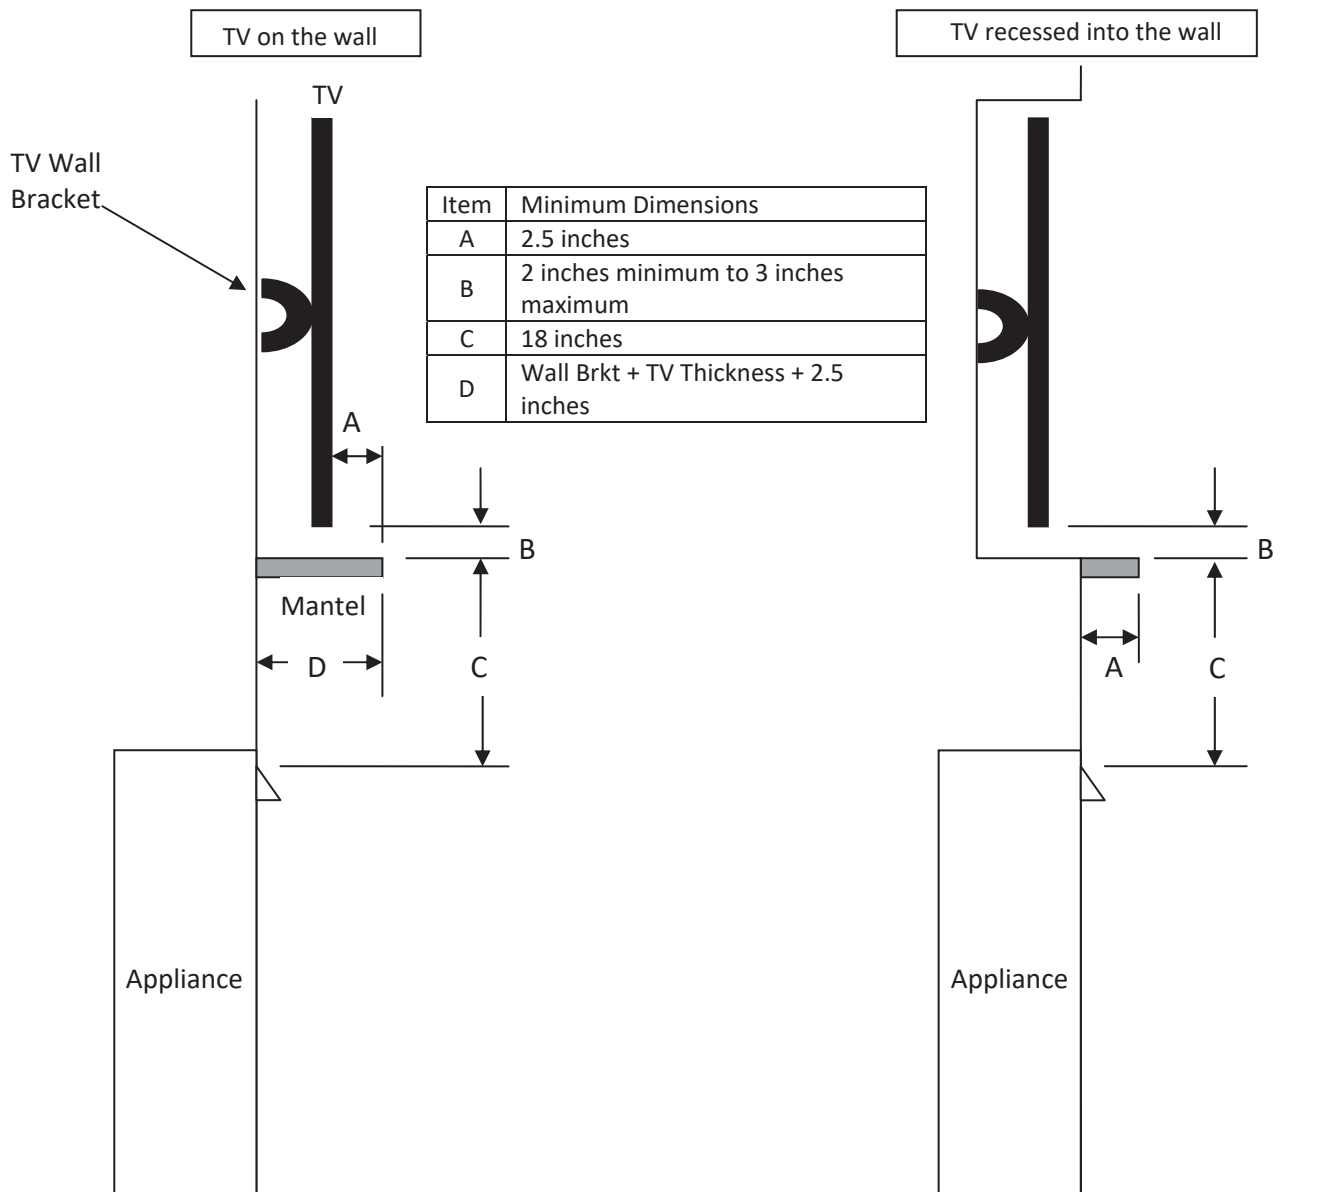 TV on the wall
TV recessed into the wall
TV
TV Wall
Bracket
Item Minimum Dimensions
A 2.5 inches
B 2 inches minimum to 3 inches
maximum
C 18 inches
D Wall Brkt + TV Thickness + 2.5
inches
A
B
B
Mantel
D
C
A
C
Appliance
Appliance